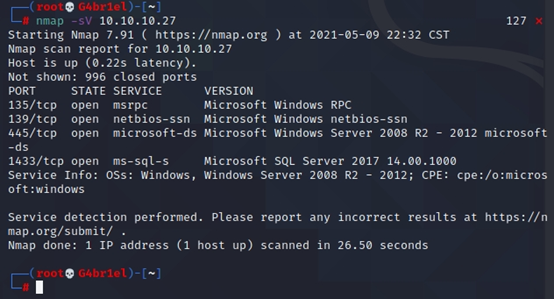 (root💀G4br1el)-[~]
# nmap -sV 10.10.10.27 127 ×
Starting Nmap 7.91 ( https://nmap.org ) at 2021-05-09 22:32 CST
Nmap scan report for 10.10.10.27
Host is up (0.22s latency).
Not shown: 996 closed ports
PORT     STATE SERVICE      VERSION
135/tcp  open  msrpc        Microsoft Windows RPC
139/tcp  open  netbios-ssn  Microsoft Windows netbios-ssn
445/tcp  open  microsoft-ds Microsoft Windows Server 2008 R2 - 2012 microsoft
-ds
1433/tcp open  ms-sql-s     Microsoft SQL Server 2017 14.00.1000
Service Info: OSs: Windows, Windows Server 2008 R2 - 2012; CPE: cpe:/o:micros
oft:windows
Service detection performed. Please report any incorrect results at https://n
map.org/submit/ .
Nmap done: 1 IP address (1 host up) scanned in 26.50 seconds
(root💀G4br1el)-[~]
#